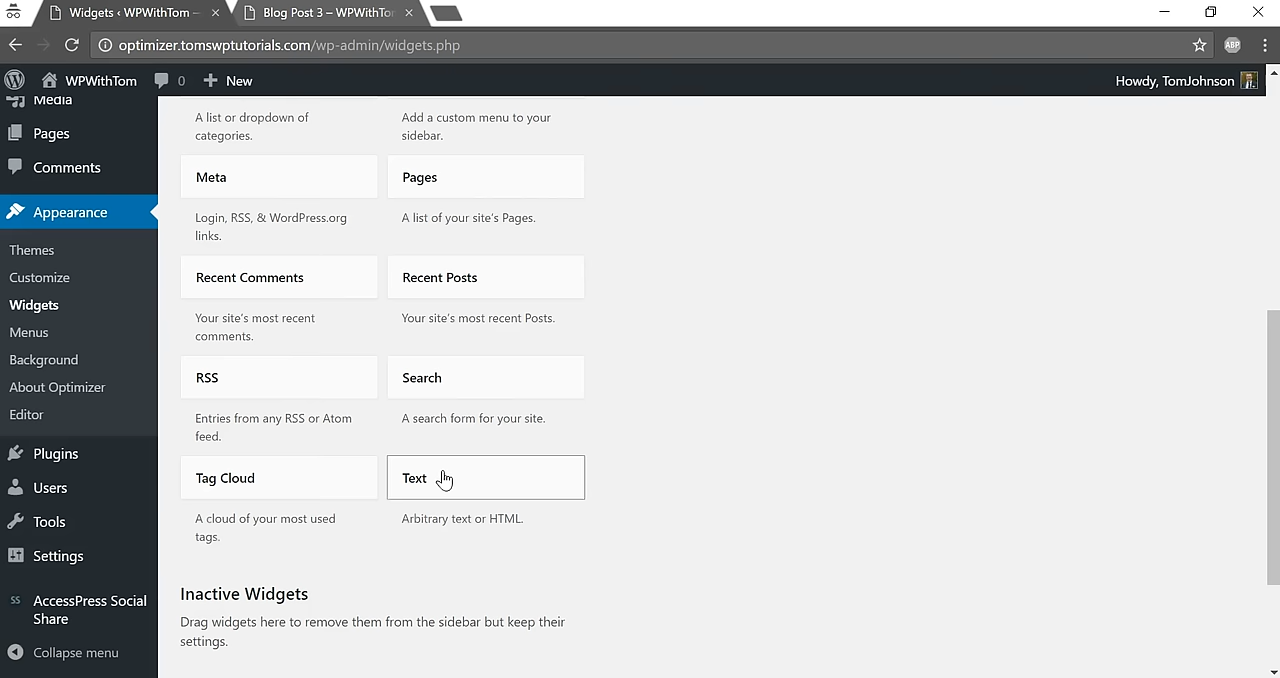 Widgets ‹ WPWithTom –
Blog Post 3 – WPWithTom
optimizer.tomswptutorials.com/wp-admin/widgets.php
ABP
WPWithTom 0 New
Howdy, TomJohnson
Media
Pages
Comments
Appearance
Themes
Customize
Widgets
Menus
Background
About Optimizer
Editor
Plugins
Users
Tools
Settings
SS AccessPress Social
Share
Collapse menu
A list or dropdown of
categories.
Add a custom menu to your
sidebar.
Meta
Login, RSS, & WordPress.org
links.
Pages
A list of your site's Pages.
Recent Comments
Your site's most recent
comments.
Recent Posts
Your site's most recent Posts.
RSS
Entries from any RSS or Atom
feed.
Search
A search form for your site.
Tag Cloud
A cloud of your most used
tags.
Text
Arbitrary text or HTML.
Inactive Widgets
Drag widgets here to remove them from the sidebar but keep their
settings.